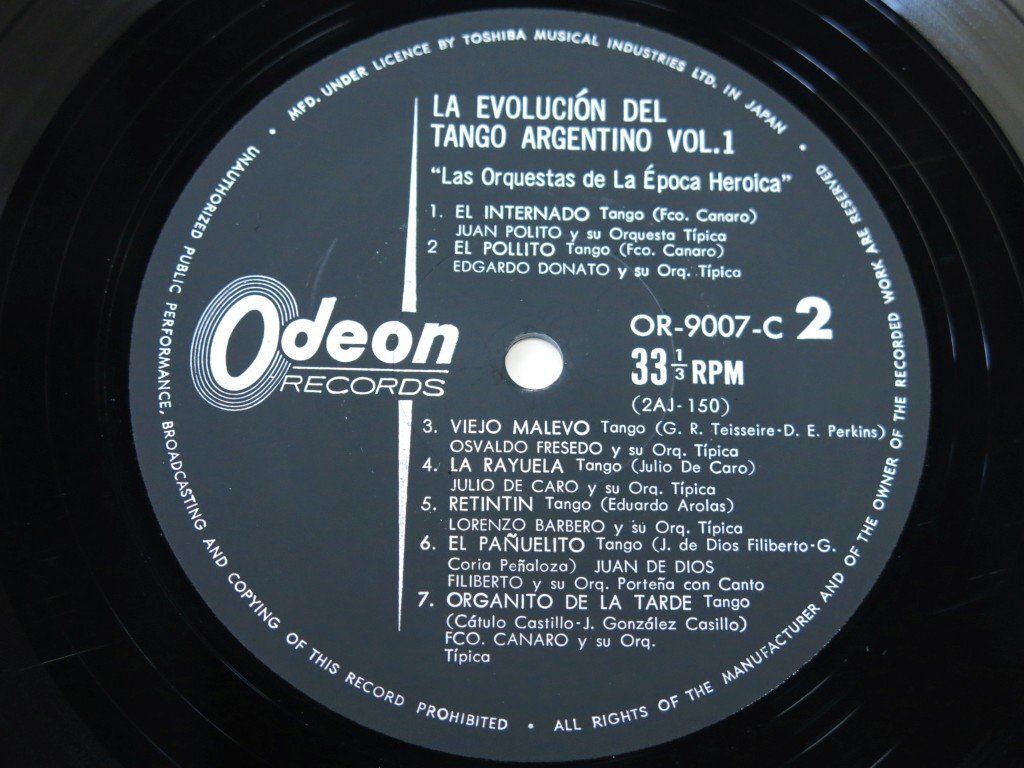 MFD. UNDER LICENCE BY TOSHIBA MUSICAL INDUSTRIES LTD. IN JAPAN
LA EVOLUCIÓN DEL
TANGO ARGENTINO VOL.1
"Las Orquestas de La Época Heroica"
1. EL INTERNADO Tango (Fco. Canaro)
JUAN POLITO y su Orquesta Típica
2 EL POLLITO Tango (Fco. Canaro)
EDGARDO DONATO y su Orq. Típica
Odeon
RECORDS
OR-9007-C 2
33 1/3 RPM
(2AJ-150)
3. VIEJO MALEVO Tango (G. R. Teisseire-D. E. Perkins)
OSVALDO FRESEDO y su Orq. Típica
4. LA RAYUELA Tango (Julio De Caro)
JULIO DE CARO y su Orq. Típica
5. RETINTIN Tango (Eduardo Arolas)
LORENZO BARBERO y su Orq. Típica
6. EL PAÑUELITO Tango (J. de Dios Filiberto-G.
Coria Peñaloza) JUAN DE DIOS
FILIBERTO y su Orq. Porteña con Canto
7. ORGANITO DE LA TARDE Tango
(Cátulo Castillo-J. González Casillo)
FCO. CANARO y su Orq.
Típica
• ALL RIGHTS OF THE MANUFACTURER AND OF THE OWNER OF THE RECORDED WORK ARE RESERVED •
UNAUTHORIZED PUBLIC PERFORMANCE, BROADCASTING AND COPYING OF THIS RECORD PROHIBITED